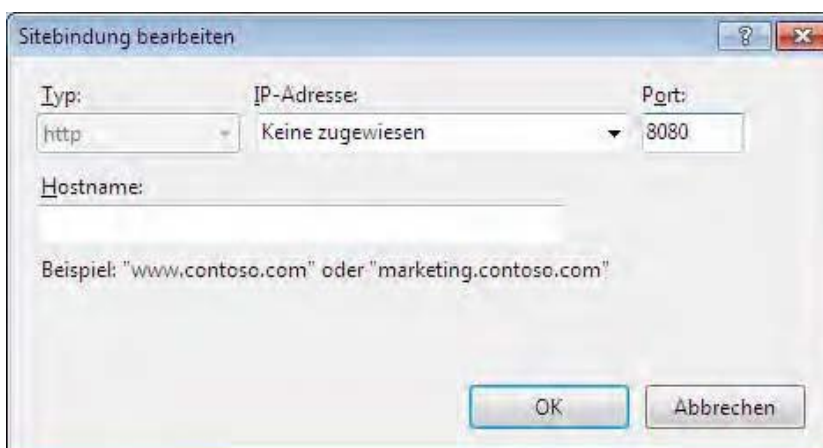 Sitebindung bearbeiten
Typ: IP-Adresse: Port:
http Keine zugewiesen 8080
Hostname:
Beispiel: "www.contoso.com" oder "marketing.contoso.com"
OK Abbrechen